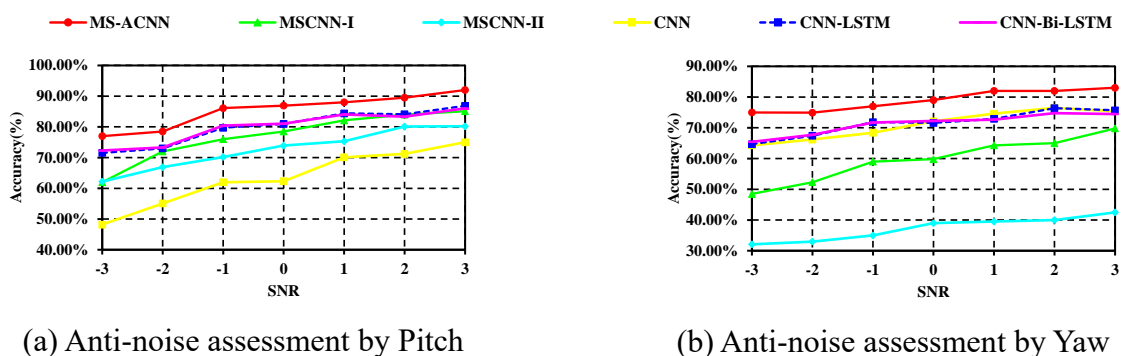 MS-ACNN MSCNN-I MSCNN-II CNN CNN-LSTM CNN-Bi-LSTM
100.00%
90.00%
80.00%
70.00%
60.00%
50.00%
40.00%
Accuracy(%)
-3 -2 -1 0 1 2 3
SNR
(a) Anti-noise assessment by Pitch
90.00%
80.00%
70.00%
60.00%
50.00%
40.00%
30.00%
Accuracy(%)
-3 -2 -1 0 1 2 3
SNR
(b) Anti-noise assessment by Yaw